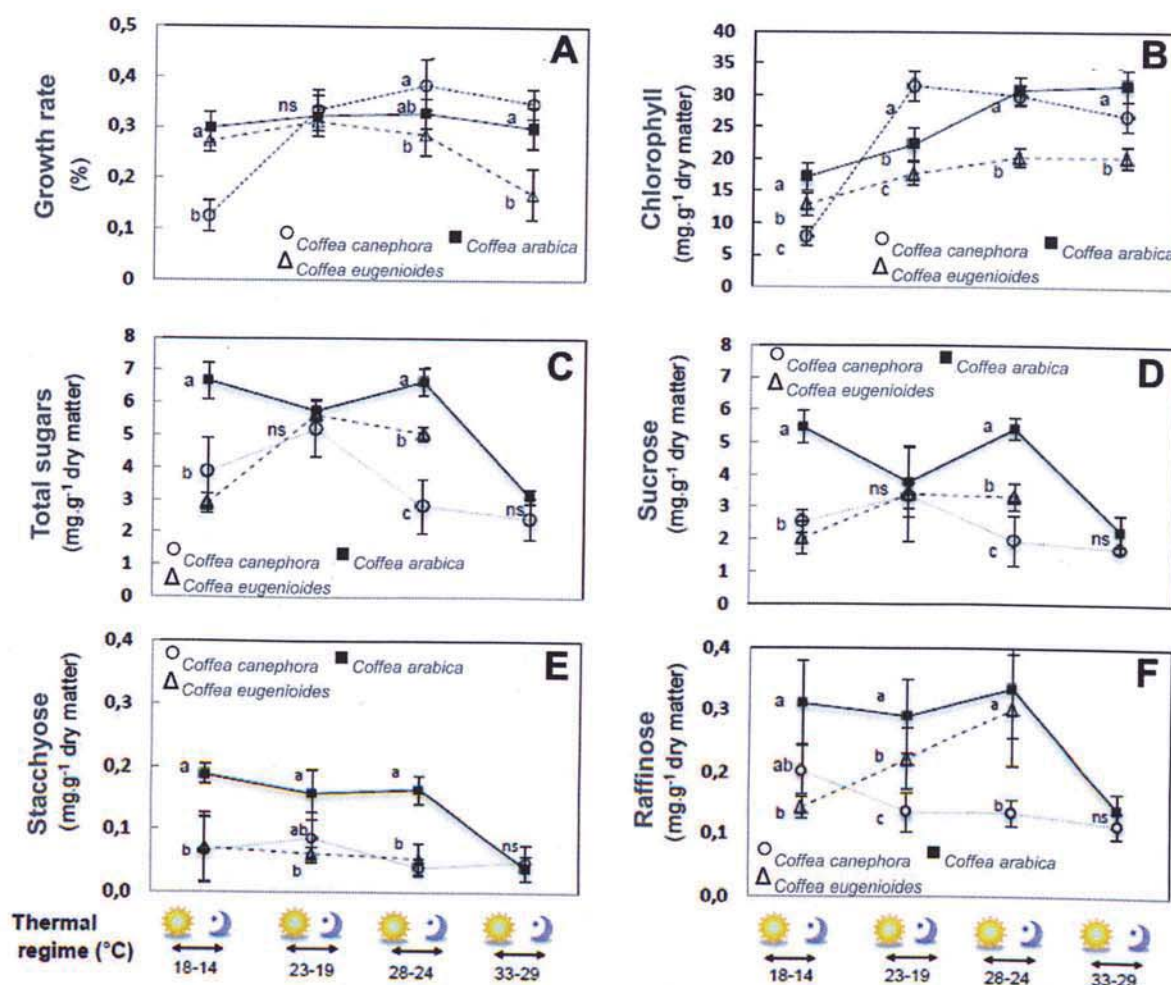 A
Growth rate
(%)
0,5
0,4
0,3
0,2
0,1
0
a
b
ns
a
ab
b
a
b
Coffea canephora
Coffea arabica
Coffea eugenioides
B
Chlorophyll
(mg.g⁻¹ dry matter)
40
35
30
25
20
15
10
5
0
a
b
c
a
b
c
a
b
a
b
Coffea canephora
Coffea arabica
Coffea eugenioides
C
Total sugars
(mg.g⁻¹ dry matter)
8
7
6
5
4
3
2
1
0
a
b
ns
a
b
c
ns
Coffea canephora
Coffea arabica
Coffea eugenioides
D
Sucrose
(mg.g⁻¹ dry matter)
8
7
6
5
4
3
2
1
0
Coffea canephora
Coffea arabica
Coffea eugenioides
a
b
ns
a
b
c
ns
E
Stacchyose
(mg.g⁻¹ dry matter)
0,4
0,3
0,2
0,1
0,0
Coffea canephora
Coffea arabica
Coffea eugenioides
a
b
a
ab
b
a
b
ns
F
Raffinose
(mg.g⁻¹ dry matter)
0,4
0,3
0,2
0,1
0,0
a
ab
b
a
b
c
a
b
ns
Coffea canephora
Coffea arabica
Coffea eugenioides
Thermal
regime (°C)
18-14
23-19
28-24
33-29
18-14
23-19
28-24
33-29